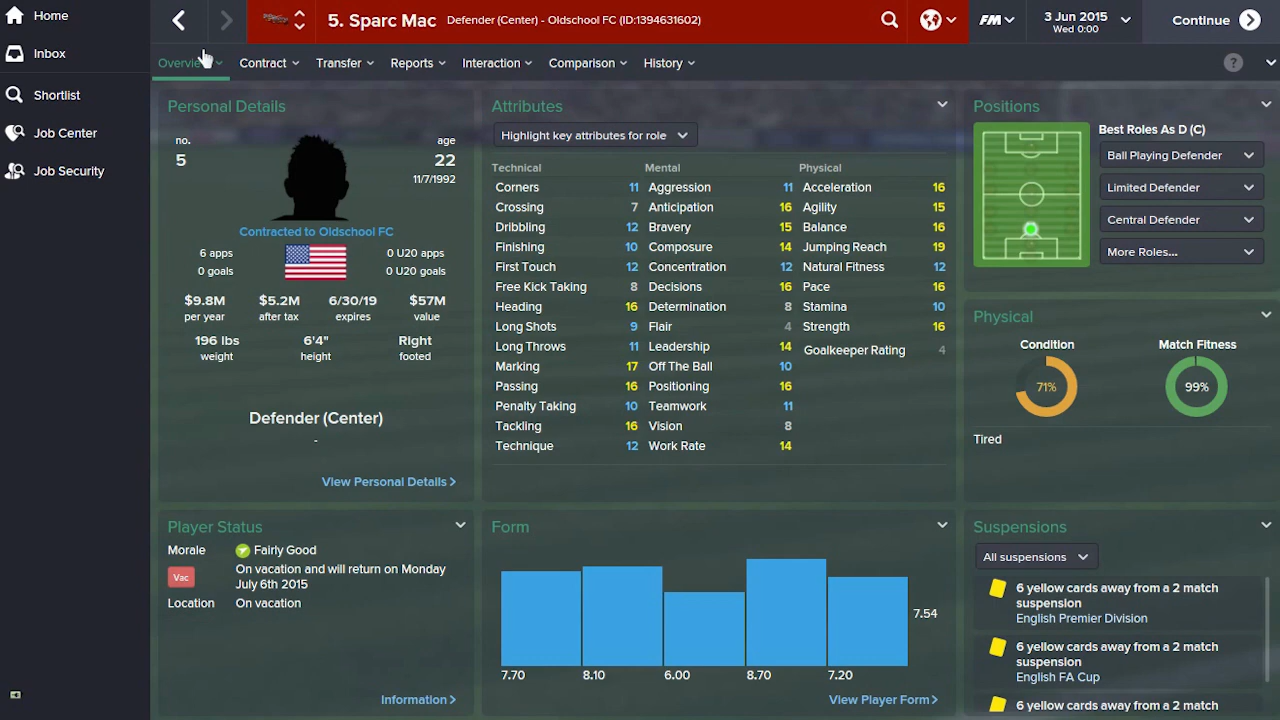 Home
Inbox
Shortlist
Job Center
Job Security
5. Sparc Mac
Defender (Center) - Oldschool FC (ID:1394631602)
FM
3 Jun 2015
Wed 0:00
Continue
Overview
Contract
Transfer
Reports
Interaction
Comparison
History
?
Personal Details
no.
5
age
22
11/7/1992
Contracted to Oldschool FC
6 apps
0 goals
0 U20 apps
0 U20 goals
$9.8M
per year
$5.2M
after tax
6/30/19
expires
$57M
value
196 lbs
weight
6'4"
height
Right
footed
Defender (Center)
-
View Personal Details >
Attributes
Highlight key attributes for role
Technical
Corners 11
Crossing 7
Dribbling 12
Finishing 10
First Touch 12
Free Kick Taking 8
Heading 16
Long Shots 9
Long Throws 11
Marking 17
Passing 16
Penalty Taking 10
Tackling 16
Technique 12
Mental
Aggression 11
Anticipation 16
Bravery 15
Composure 14
Concentration 12
Decisions 16
Determination 8
Flair 4
Leadership 14
Off The Ball 10
Positioning 16
Teamwork 11
Vision 8
Work Rate 14
Physical
Acceleration 16
Agility 15
Balance 16
Jumping Reach 19
Natural Fitness 12
Pace 16
Stamina 10
Strength 16
Goalkeeper Rating 4
Positions
Best Roles As D (C)
Ball Playing Defender
Limited Defender
Central Defender
More Roles...
Physical
Condition
71%
Match Fitness
99%
Tired
Player Status
Morale Fairly Good
Vac On vacation and will return on Monday
July 6th 2015
Location On vacation
Information >
Form
7.54
7.70 8.10 6.00 8.70 7.20
View Player Form >
Suspensions
All suspensions
6 yellow cards away from a 2 match
suspension
English Premier Division
6 yellow cards away from a 2 match
suspension
English FA Cup
6 yellow cards away from a 2 match